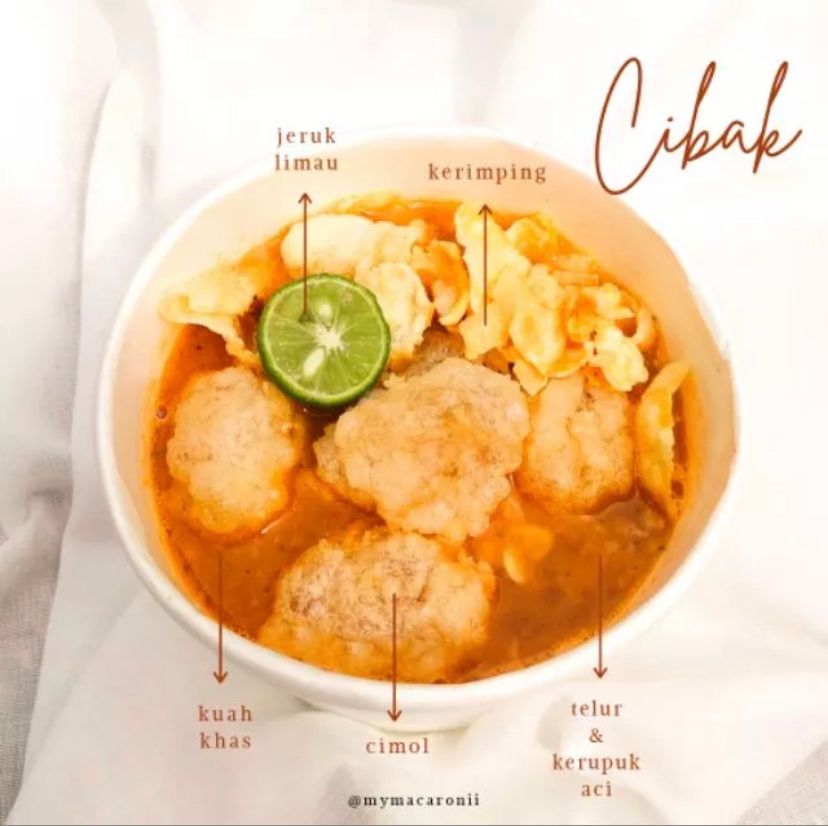 Cibak
jeruk
limau
kerimping
kuah
khas
cimol
telur
&
kerupuk
aci
@mymacaronii